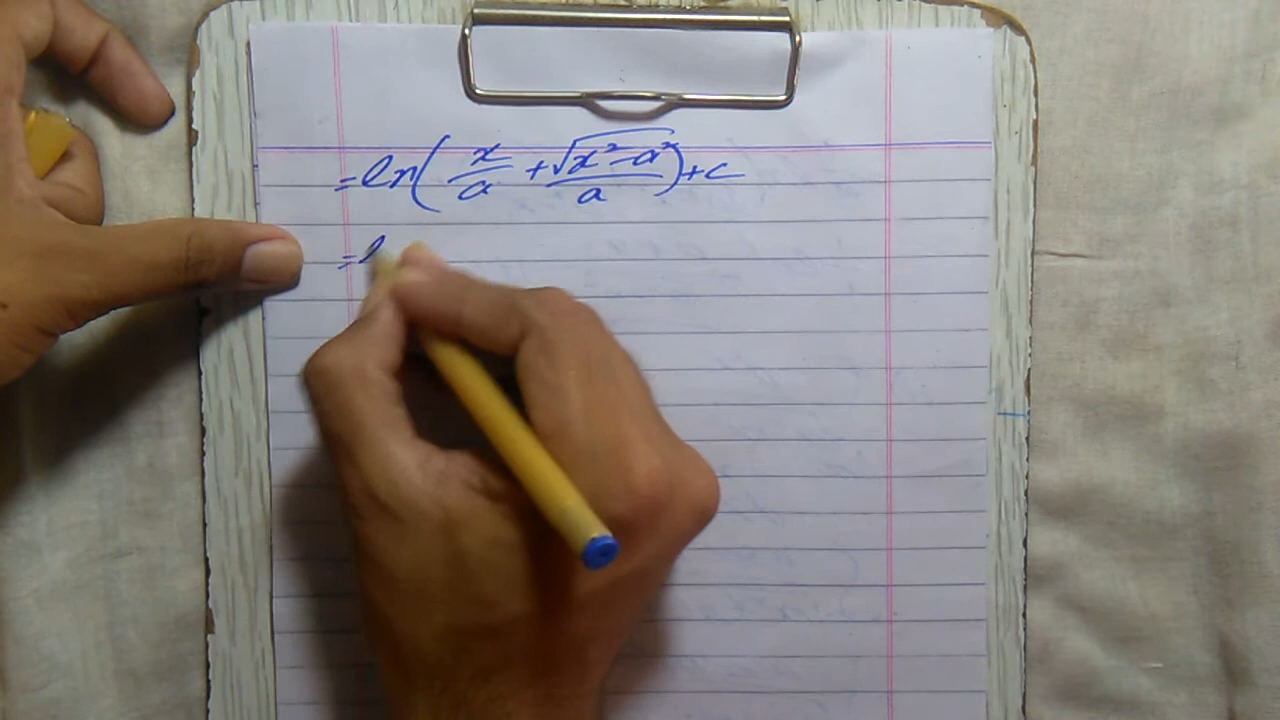 = ln( x/a + √(x²-a²)/a ) + c
= l